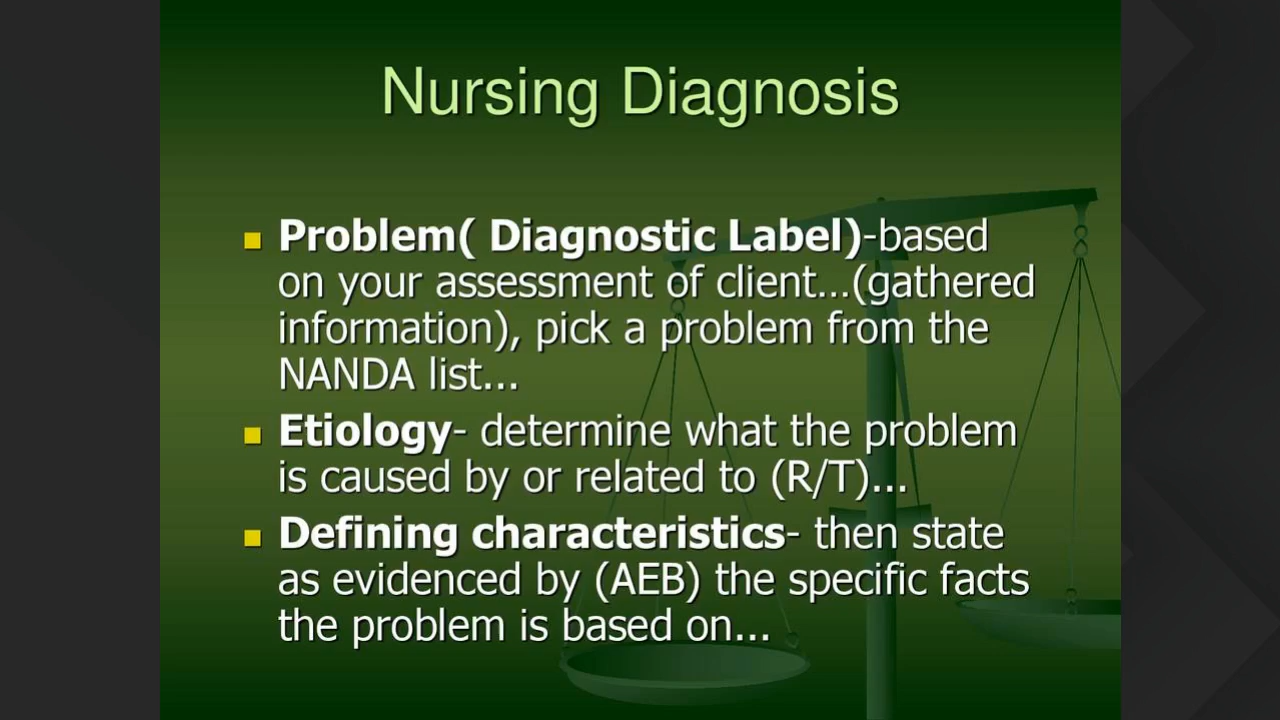 Nursing Diagnosis
Problem( Diagnostic Label)-based
on your assessment of client...(gathered
information), pick a problem from the
NANDA list...
Etiology- determine what the problem
is caused by or related to (R/T)...
Defining characteristics- then state
as evidenced by (AEB) the specific facts
the problem is based on...